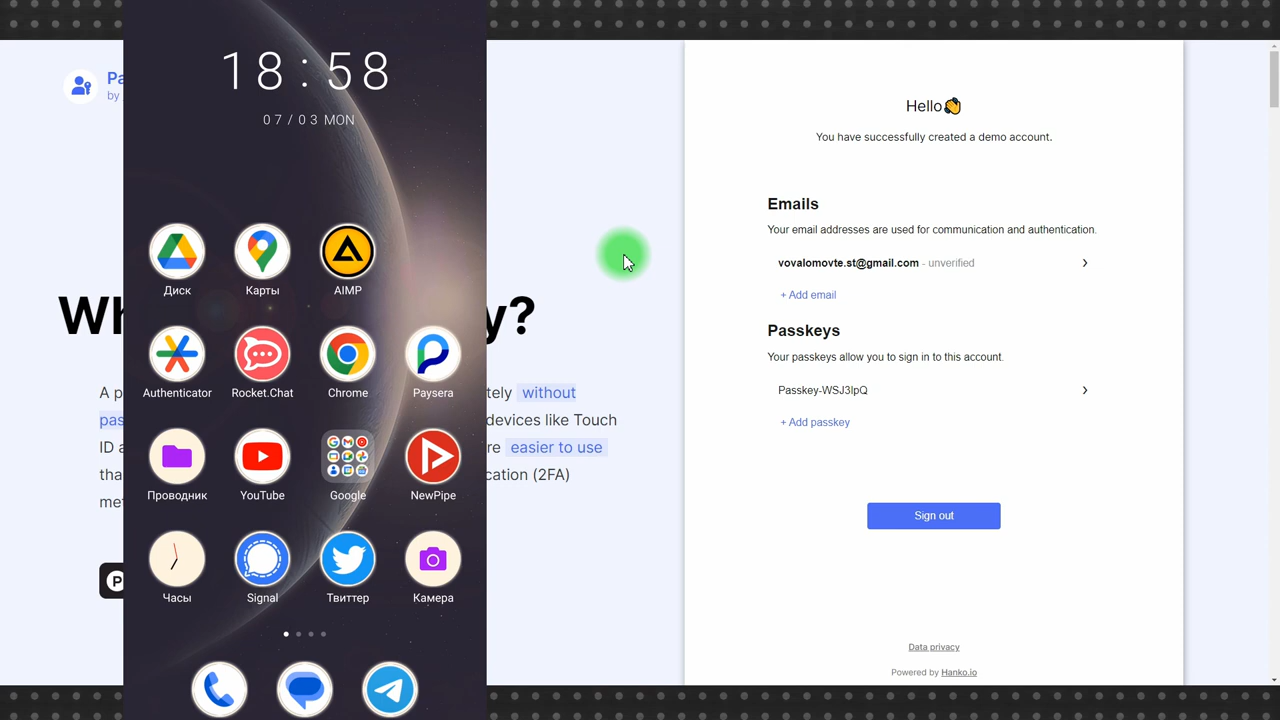 18:58
07/03 MON
Диск
Карты
AIMP
Authenticator
Rocket.Chat
Chrome
Paysera
Проводник
YouTube
Google
NewPipe
Часы
Signal
Твиттер
Камера
Pa
by
Wh
y?
A p
tely without
pas
devices like Touch
ID a
re easier to use
tha
cation (2FA)
met
P
Hello
You have successfully created a demo account.
Emails
Your email addresses are used for communication and authentication.
vovalomovte.st@gmail.com - unverified
+ Add email
Passkeys
Your passkeys allow you to sign in to this account.
Passkey-WSJ3IpQ
+ Add passkey
Sign out
Data privacy
Powered by Hanko.io